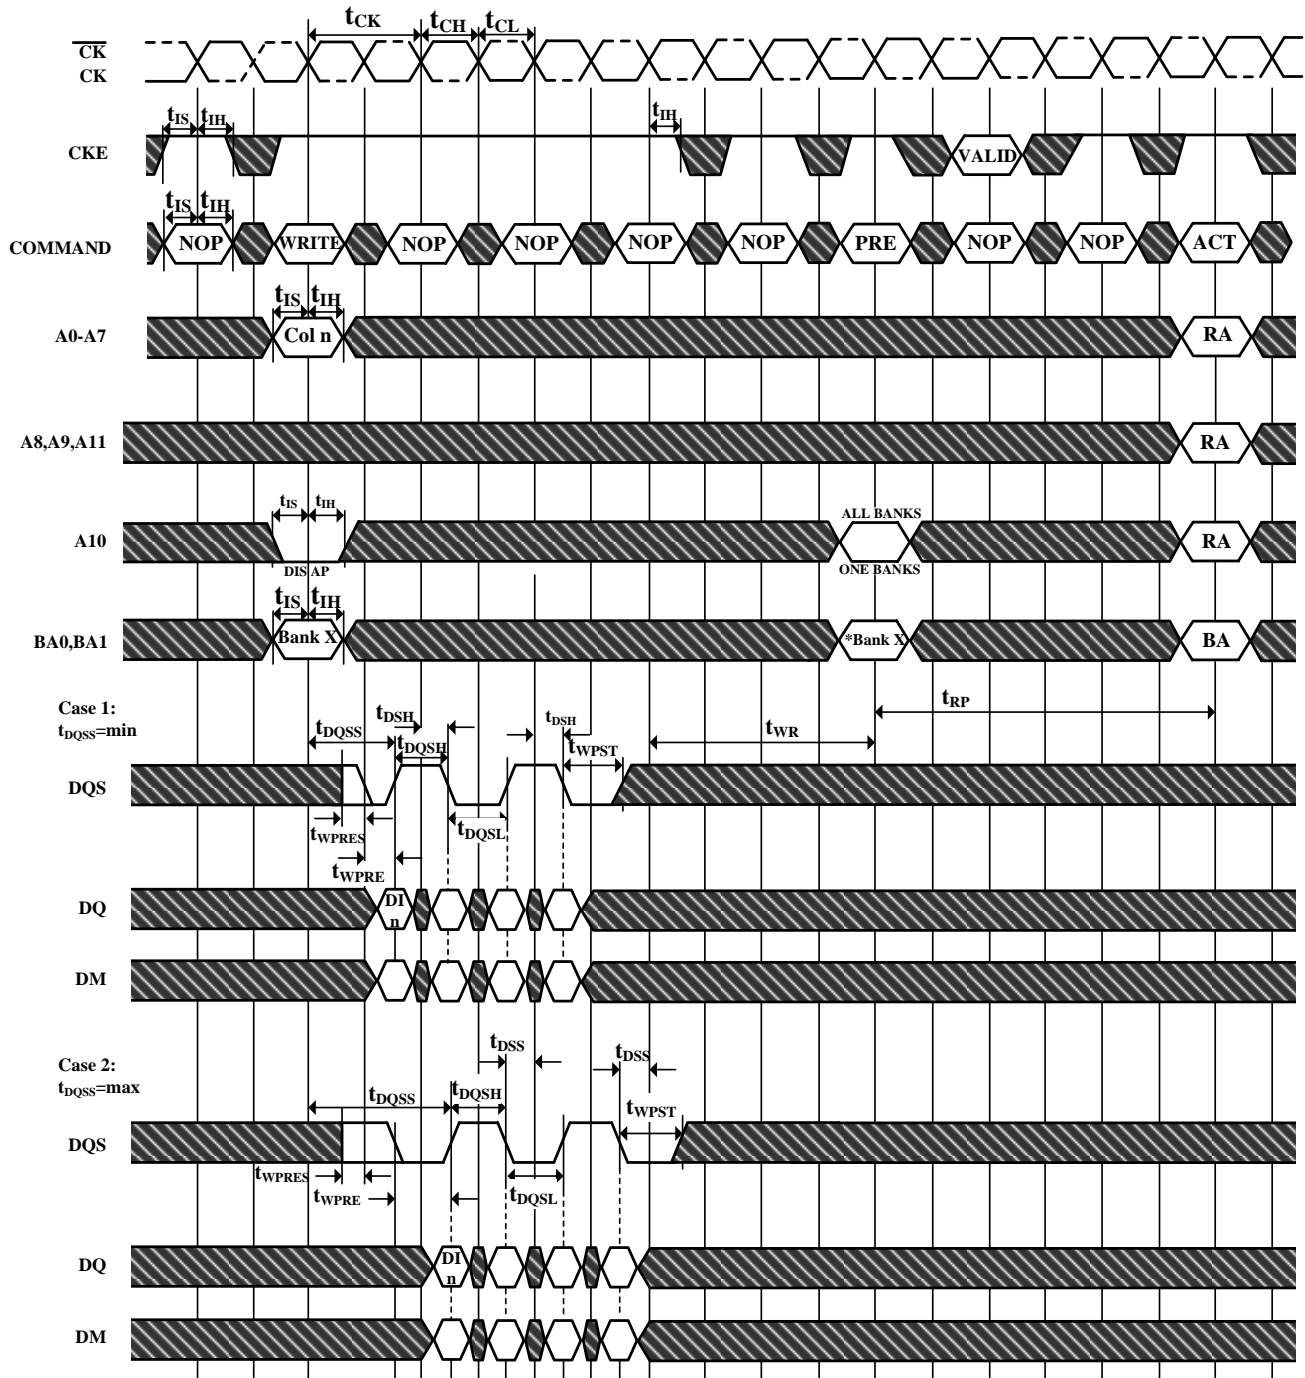 tCK tCH tCL
CK
CK
tIS tIH tIH
CKE VALID
tIS tIH
COMMAND NOP WRITE NOP NOP NOP NOP PRE NOP NOP ACT
tIS tIH
A0-A7 Col n RA
A8,A9,A11 RA
tIS tIH ALL BANKS
A10 RA
DIS AP ONE BANKS
tIS tIH
BA0,BA1 Bank X *Bank X BA
Case 1:
tDQSS=min
tDQSS tDSH tDQSH tDSH tWPST tWR tRP
DQS
tWPRES tDQSL
tWPRE
DQ DI
n
DM
Case 2:
tDQSS=max
tDSS tDSS
tDQSS tDQSH tWPST
DQS
tWPRES tWPRE tDQSL
DQ DI
n
DM